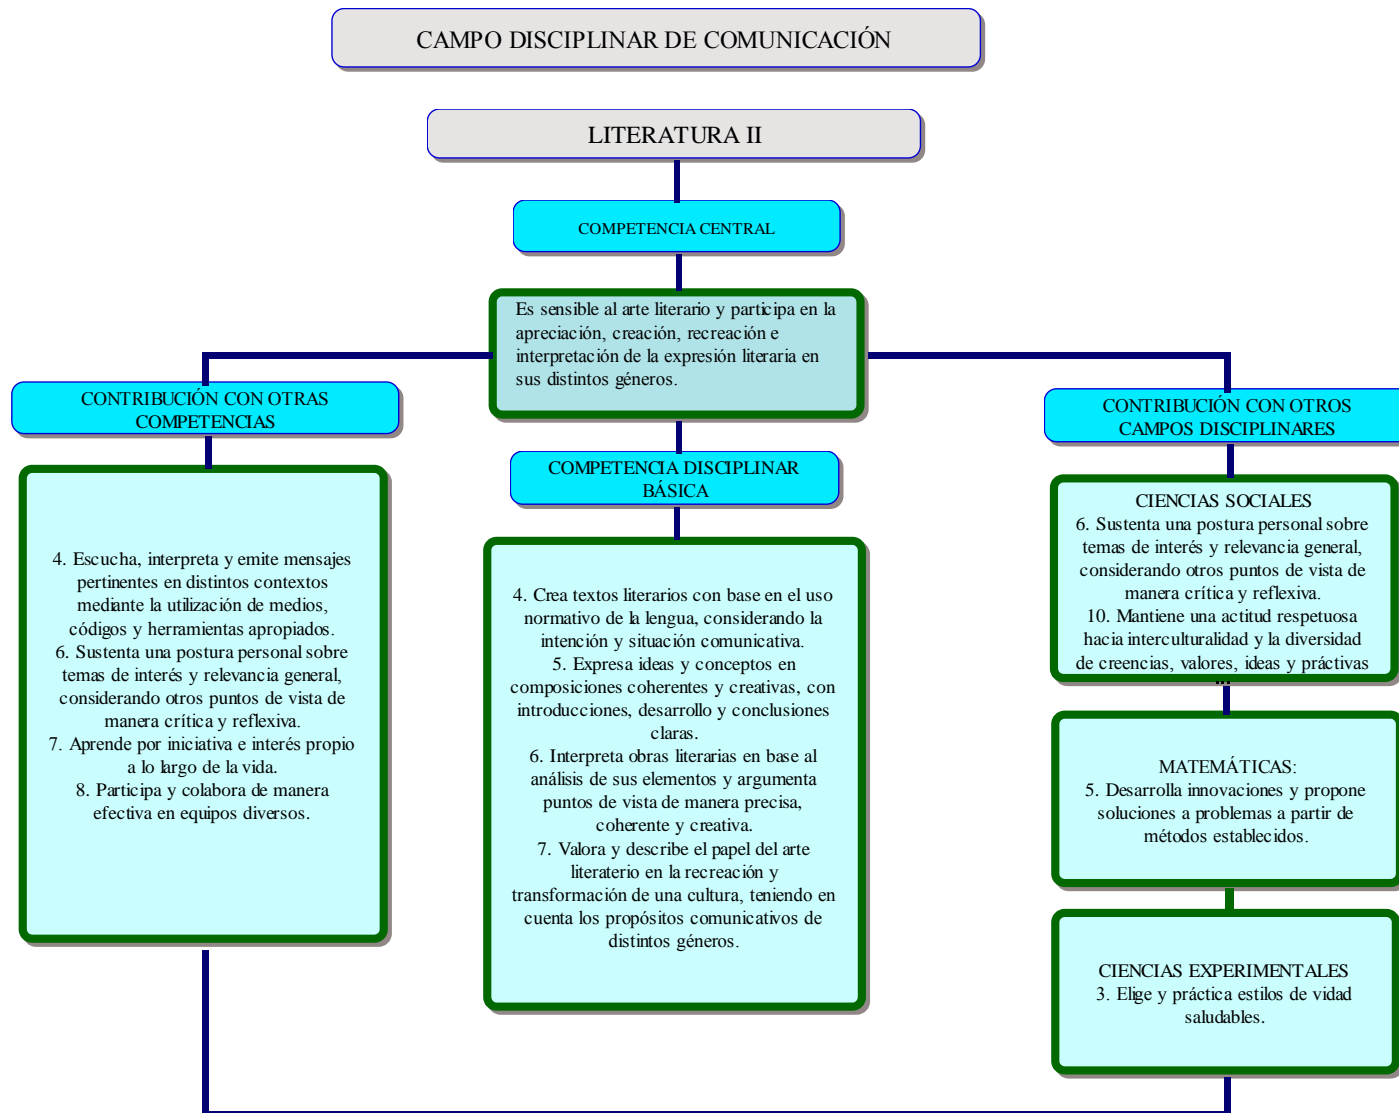 CAMPO DISCIPLINAR DE COMUNICACIÓN
LITERATURA II
COMPETENCIA CENTRAL
Es sensible al arte literario y participa en la
apreciación, creación, recreación e
interpretación de la expresión literaria en
sus distintos géneros.
CONTRIBUCIÓN CON OTRAS
COMPETENCIAS
4. Escucha, interpreta y emite mensajes
pertinentes en distintos contextos
mediante la utilización de medios,
códigos y herramientas apropiados.
6. Sustenta una postura personal sobre
temas de interés y relevancia general,
considerando otros puntos de vista de
manera crítica y reflexiva.
7. Aprende por iniciativa e interés propio
a lo largo de la vida.
8. Participa y colabora de manera
efectiva en equipos diversos.
COMPETENCIA DISCIPLINAR
BÁSICA
4. Crea textos literarios con base en el uso
normativo de la lengua, considerando la
intención y situación comunicativa.
5. Expresa ideas y conceptos en
composiciones coherentes y creativas, con
introducciones, desarrollo y conclusiones
claras.
6. Interpreta obras literarias en base al
análisis de sus elementos y argumenta
puntos de vista de manera precisa,
coherente y creativa.
7. Valora y describe el papel del arte
literaterio en la recreación y
transformación de una cultura, teniendo en
cuenta los propósitos comunicativos de
distintos géneros.
CONTRIBUCIÓN CON OTROS
CAMPOS DISCIPLINARES
CIENCIAS SOCIALES
6. Sustenta una postura personal sobre
temas de interés y relevancia general,
considerando otros puntos de vista de
manera crítica y reflexiva.
10. Mantiene una actitud respetuosa
hacia interculturalidad y la diversidad
de creencias, valores, ideas y práctivas
MATEMÁTICAS:
5. Desarrolla innovaciones y propone
soluciones a problemas a partir de
métodos establecidos.
CIENCIAS EXPERIMENTALES
3. Elige y práctica estilos de vidad
saludables.